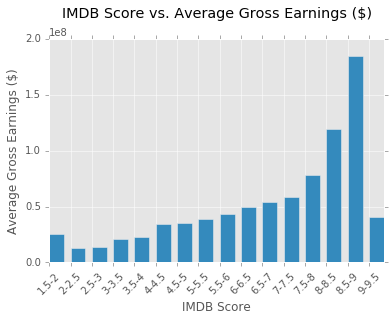 IMDB Score vs. Average Gross Earnings ($)
1e8
2.0
1.5
1.0
0.5
0.0
Average Gross Earnings ($)
1.5-2 2-2.5 2.5-3 3-3.5 3.5-4 4-4.5 4.5-5 5-5.5 5.5-6 6-6.5 6.5-7 7-7.5 7.5-8 8-8.5 8.5-9 9-9.5
IMDB Score